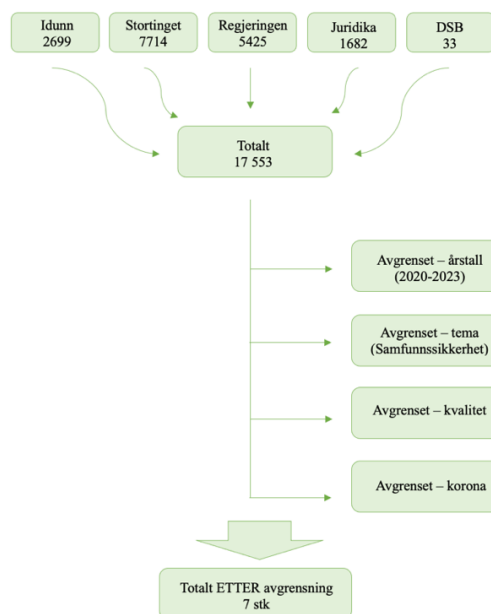 Idunn
2699
Stortinget
7714
Regjeringen
5425
Juridika
1682
DSB
33
Totalt
17 553
Avgrenset – årstall
(2020-2023)
Avgrenset – tema
(Samfunnssikkerhet)
Avgrenset – kvalitet
Avgrenset – korona
Totalt ETTER avgrensning
7 stk